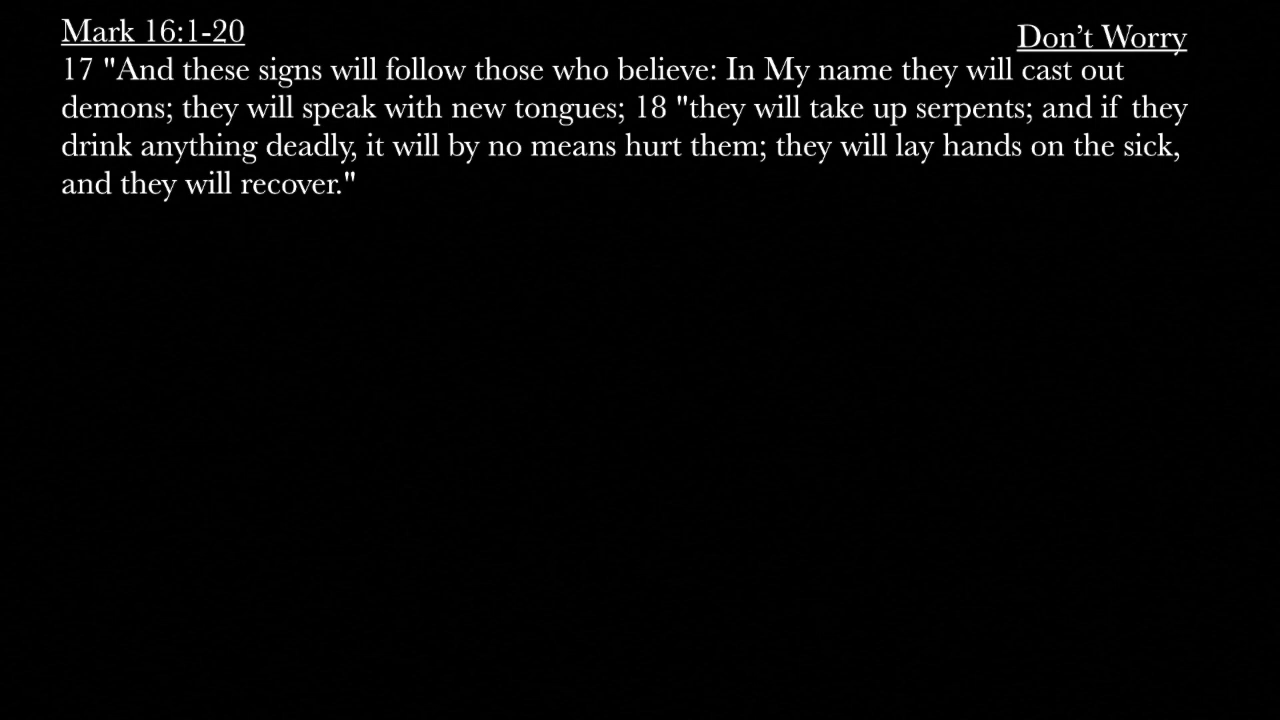 Mark 16:1-20
Don’t Worry
17 "And these signs will follow those who believe: In My name they will cast out
demons; they will speak with new tongues; 18 "they will take up serpents; and if they
drink anything deadly, it will by no means hurt them; they will lay hands on the sick,
and they will recover."